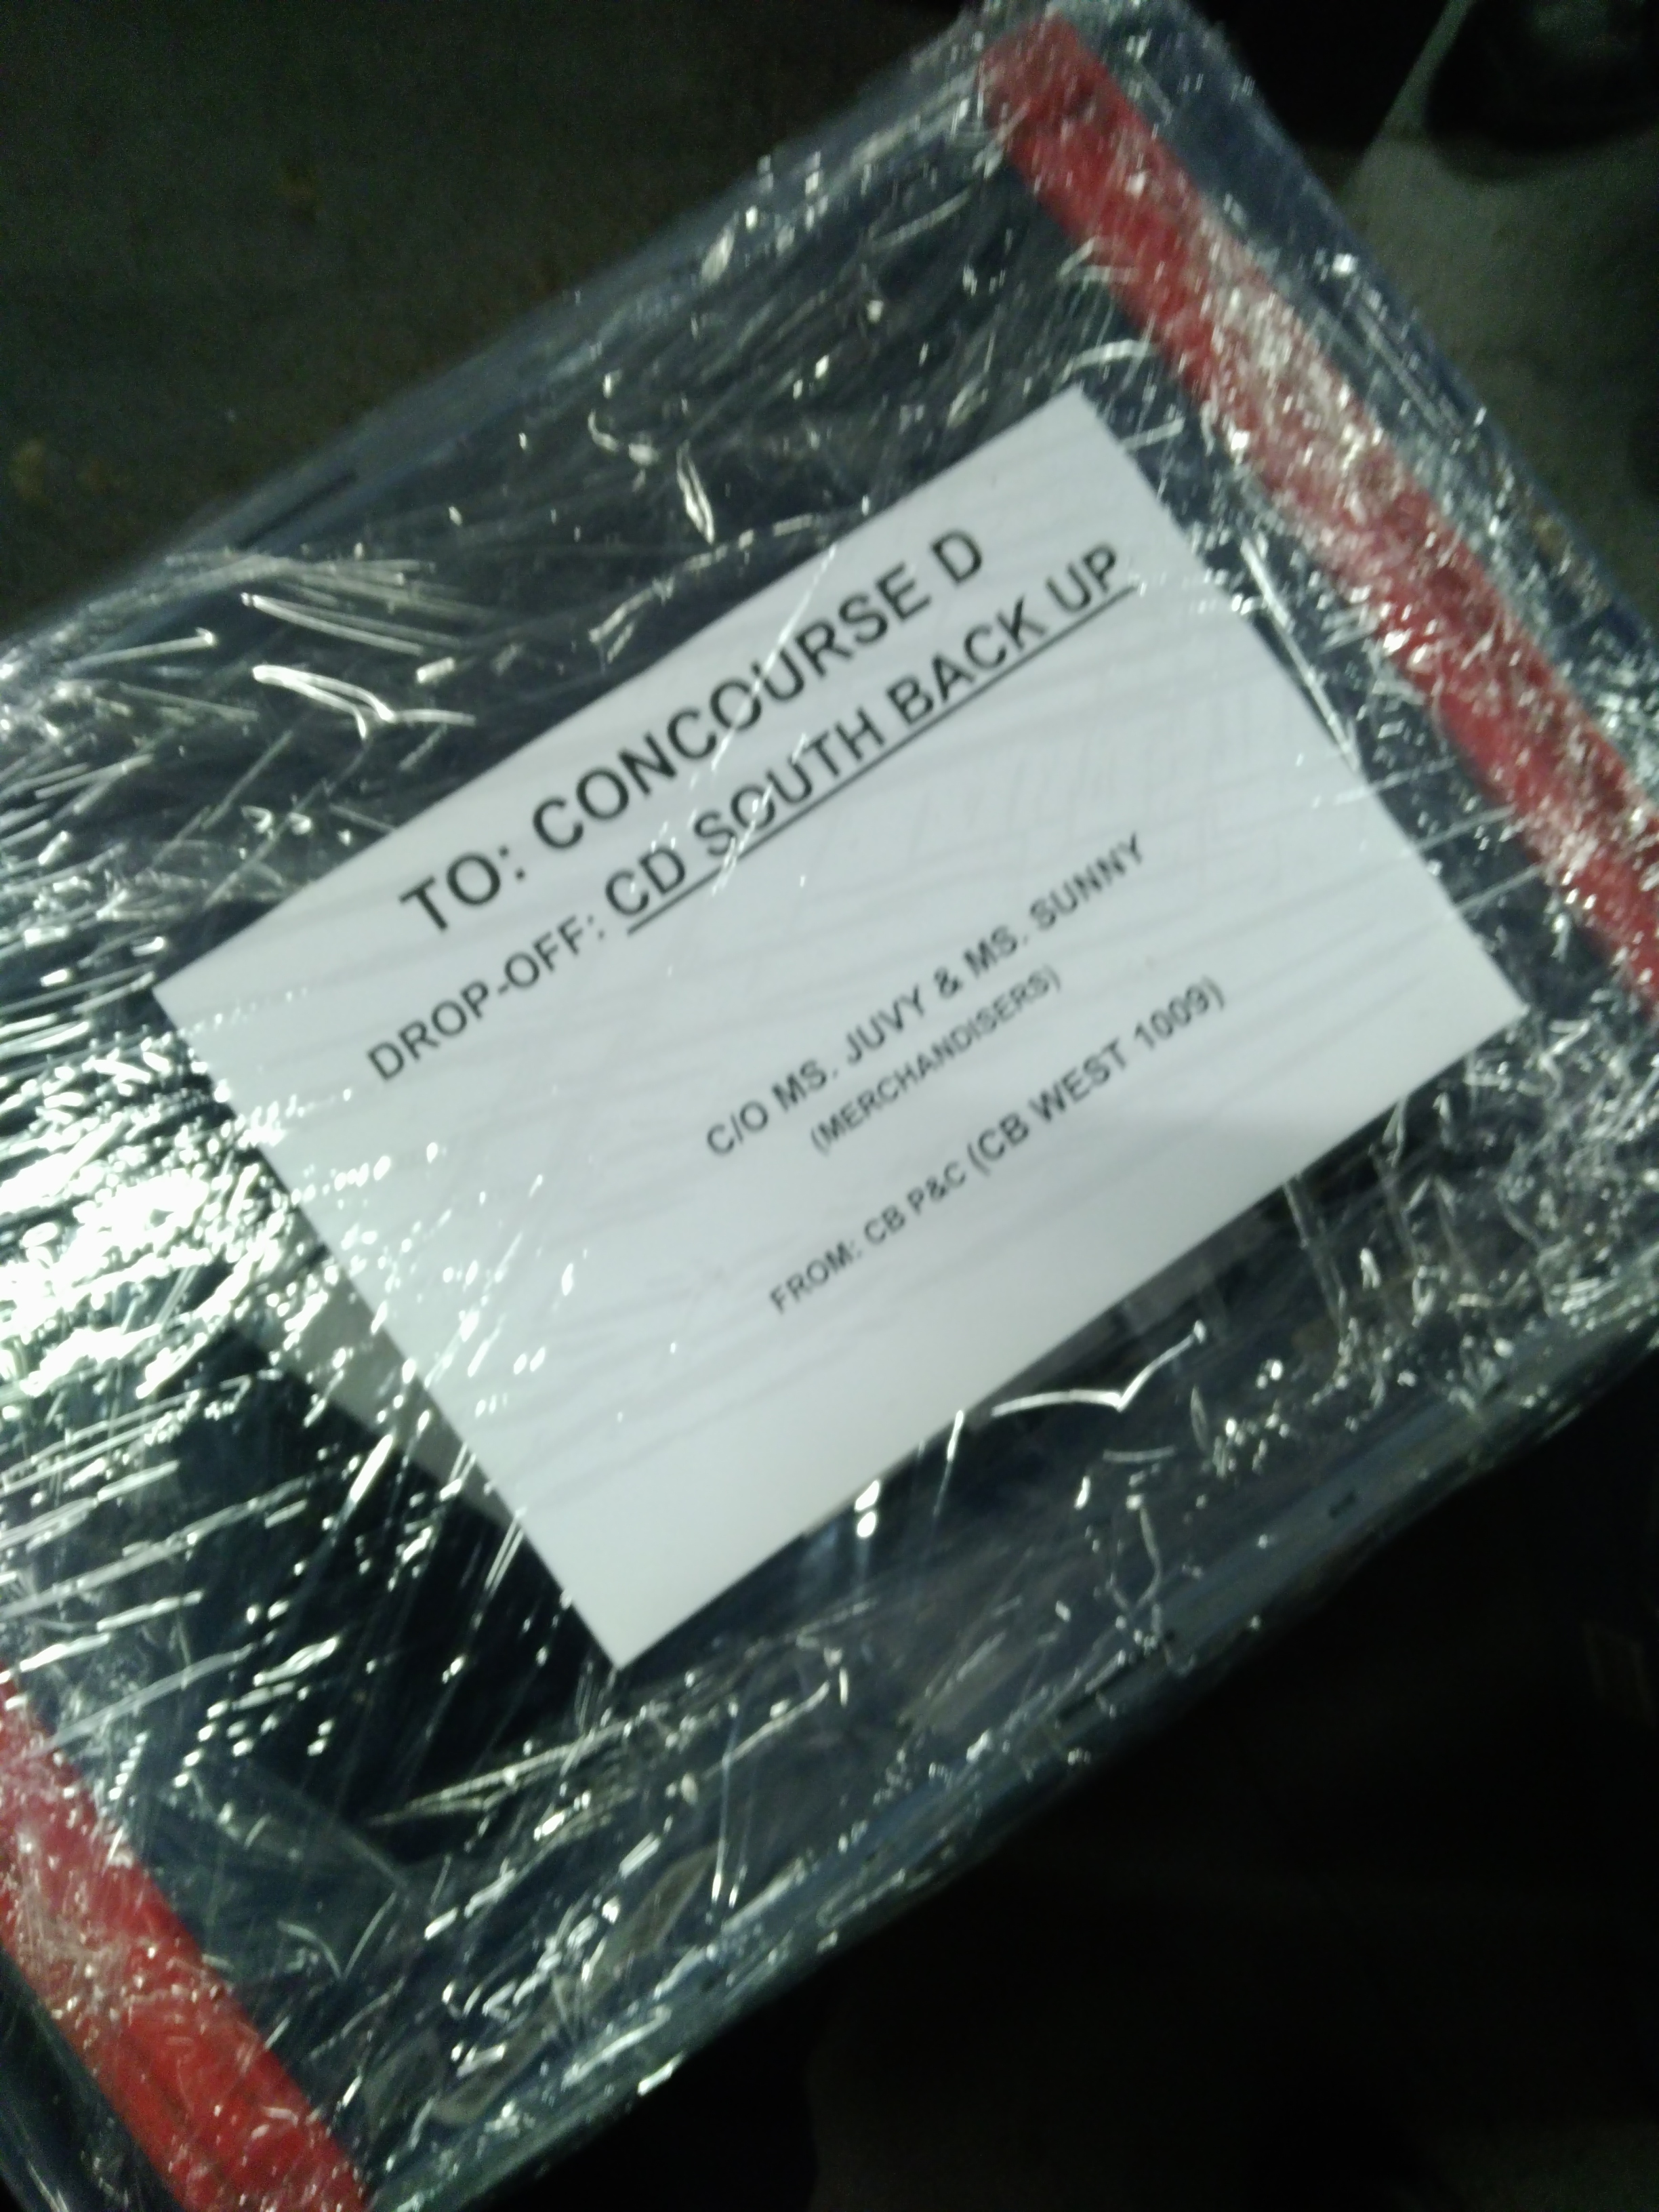 TO: CONCOURSE D
DROP-OFF: CD SOUTH BACK UP
C/O MS. JUVY & MS. SUNNY
(MERCHANDISERS)
FROM: CB P&C (CB WEST 1009)